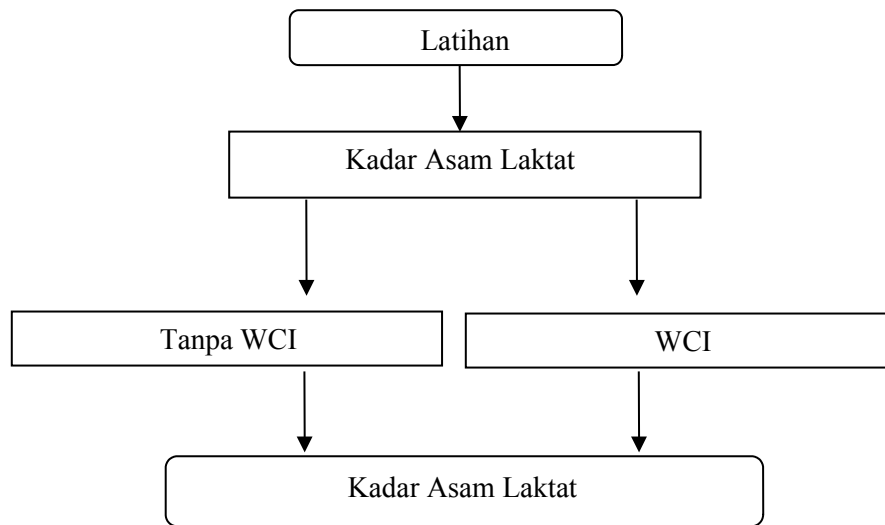 Latihan
Kadar Asam Laktat
Tanpa WCI
WCI
Kadar Asam Laktat